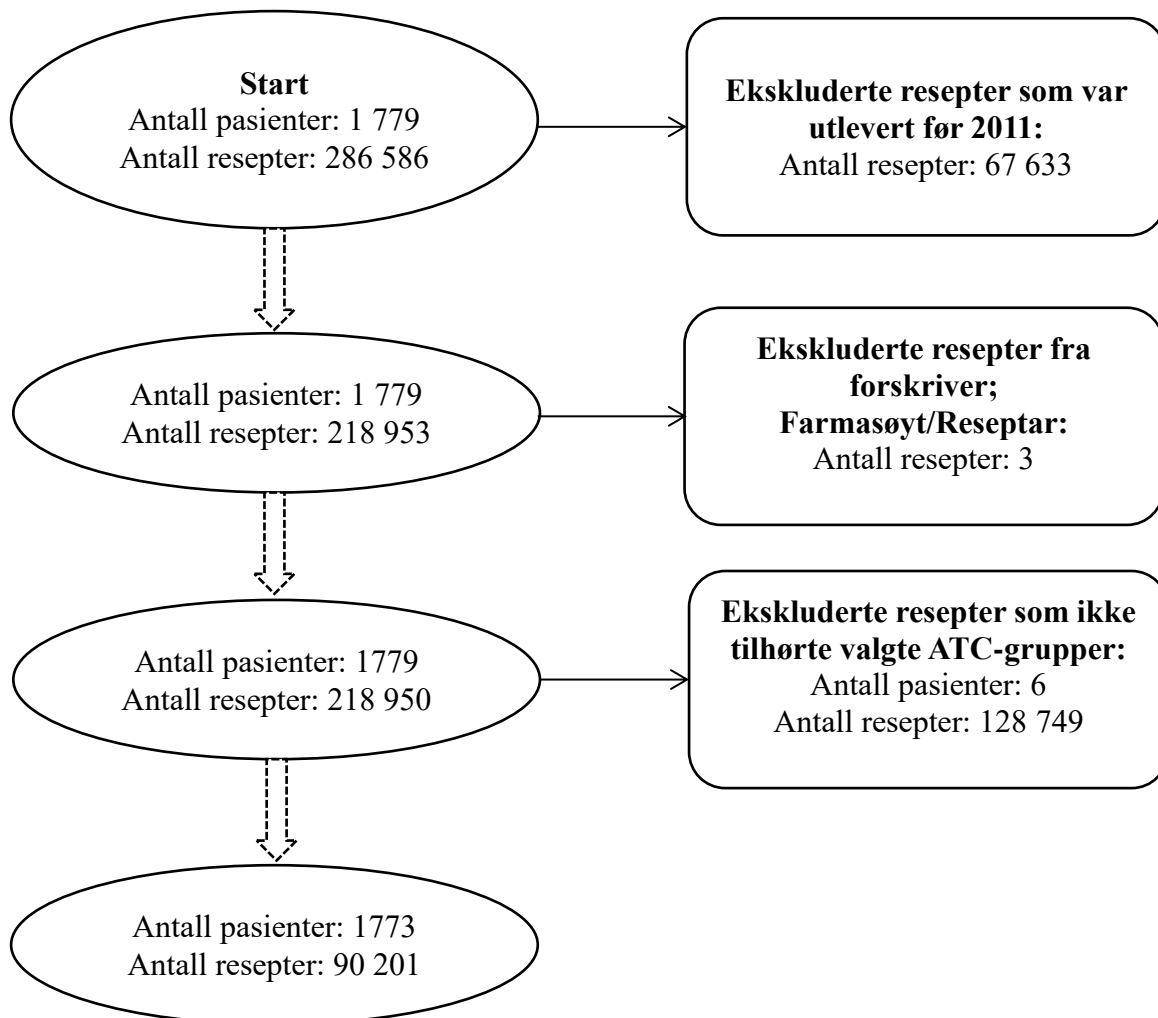 Start
Antall pasienter: 1 779
Antall resepter: 286 586
Ekskluderte resepter som var
utlevert før 2011:
Antall resepter: 67 633
Antall pasienter: 1 779
Antall resepter: 218 953
Ekskluderte resepter fra
forskriver;
Farmasøyt/Reseptar:
Antall resepter: 3
Antall pasienter: 1779
Antall resepter: 218 950
Ekskluderte resepter som ikke
tilhørte valgte ATC-grupper:
Antall pasienter: 6
Antall resepter: 128 749
Antall pasienter: 1773
Antall resepter: 90 201